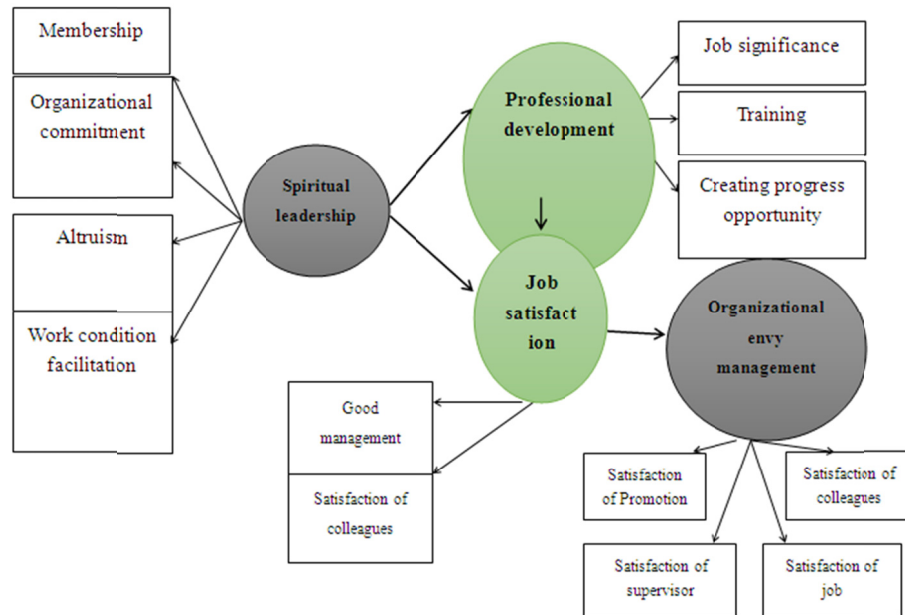 Membership
Organizational
commitment
Altruism
Work condition
facilitation
Spiritual
leadership
Professional
development
Job
satisfact
ion
Job significance
Training
Creating progress
opportunity
Organizational
envy
management
Good
management
Satisfaction of
colleagues
Satisfaction
of Promotion
Satisfaction of
colleagues
Satisfaction of
supervisor
Satisfaction of
job